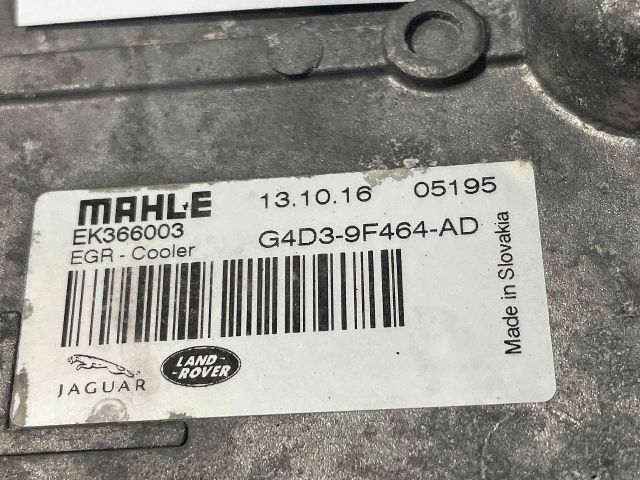 MAHLE 13.10.16 05195
EK366003 G4D3-9F464-AD
EGR - Cooler
Made in Slovakia
JAGUAR
LAND-
-ROVER